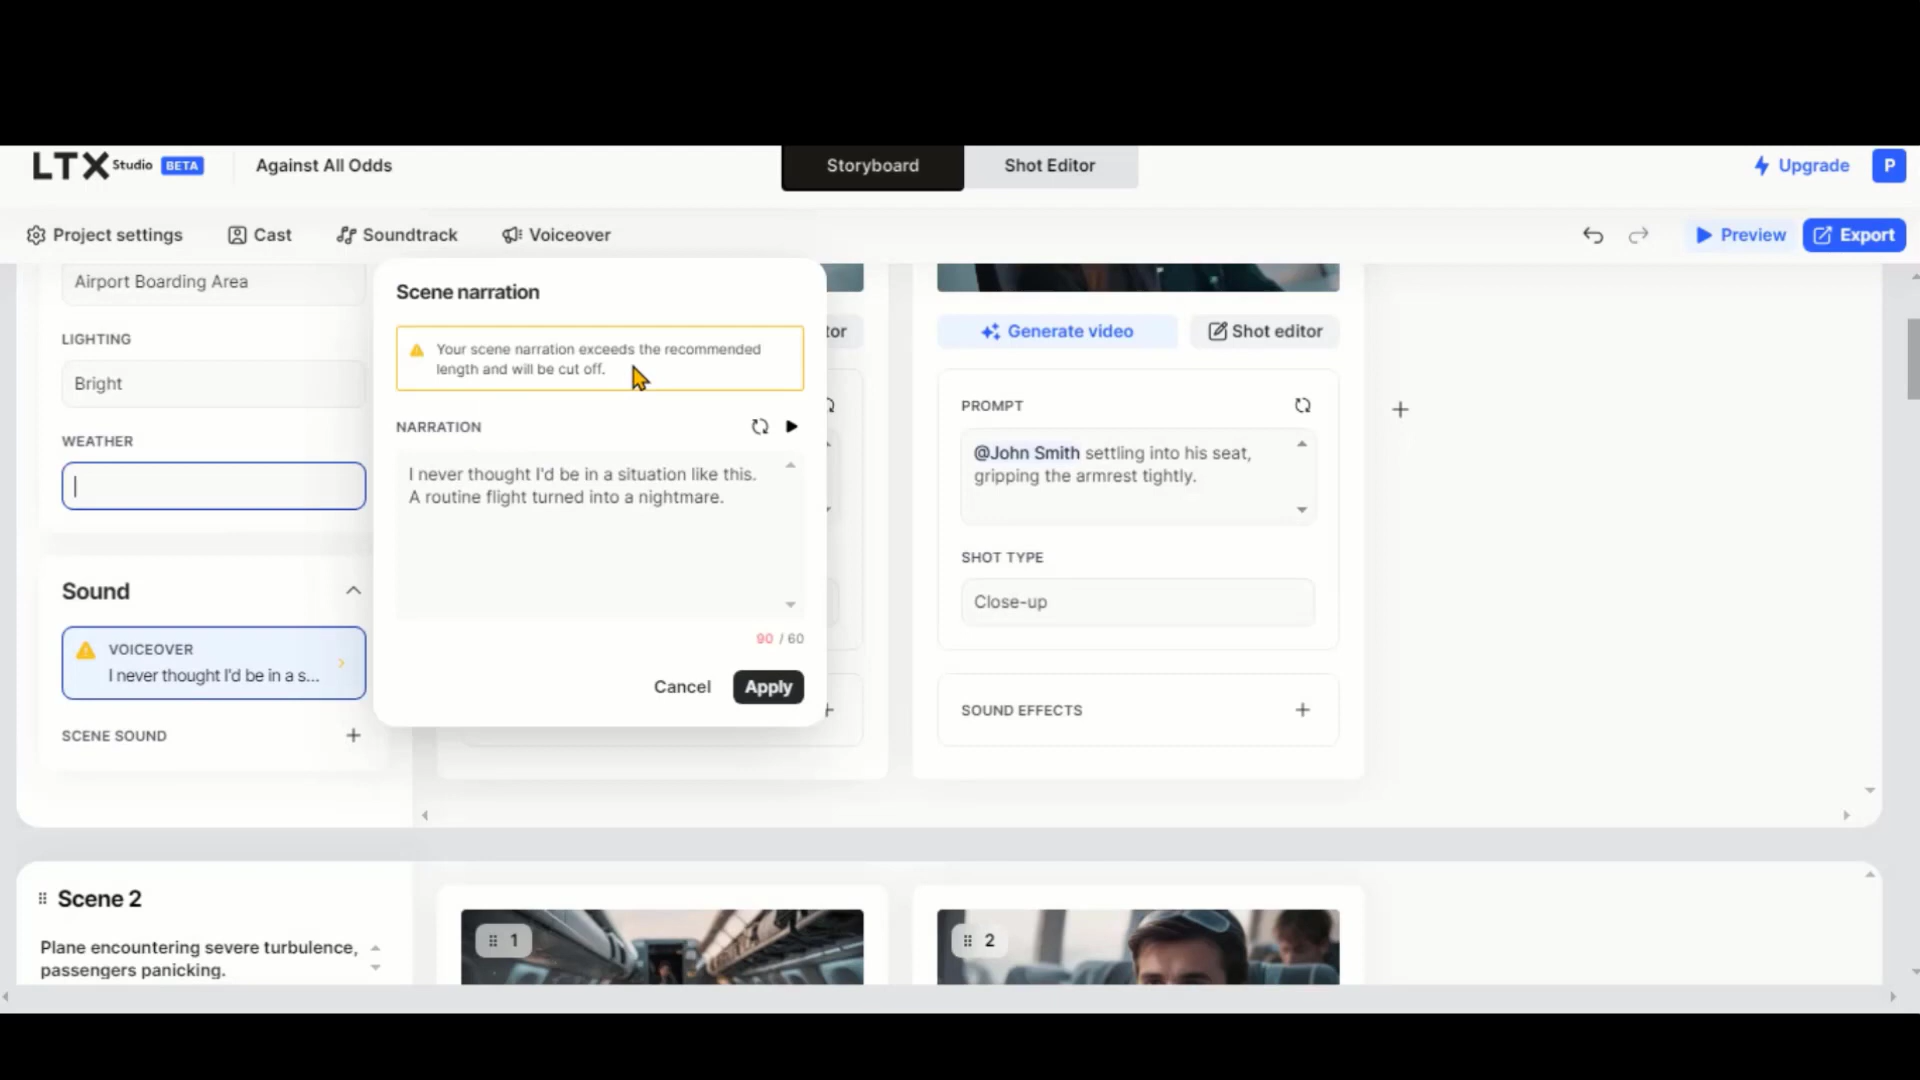 LTX Studio BETA
Against All Odds
Storyboard
Shot Editor
Upgrade
P
Project settings
Cast
Soundtrack
Voiceover
Preview
Export
Airport Boarding Area
LIGHTING
Bright
WEATHER
Sound
VOICEOVER
I never thought I'd be in a s...
SCENE SOUND
Scene narration
Your scene narration exceeds the recommended
length and will be cut off.
NARRATION
I never thought I'd be in a situation like this.
A routine flight turned into a nightmare.
90 / 60
Cancel
Apply
tor
Generate video
Shot editor
PROMPT
@John Smith settling into his seat,
gripping the armrest tightly.
SHOT TYPE
Close-up
SOUND EFFECTS
Scene 2
Plane encountering severe turbulence,
passengers panicking.
1
2